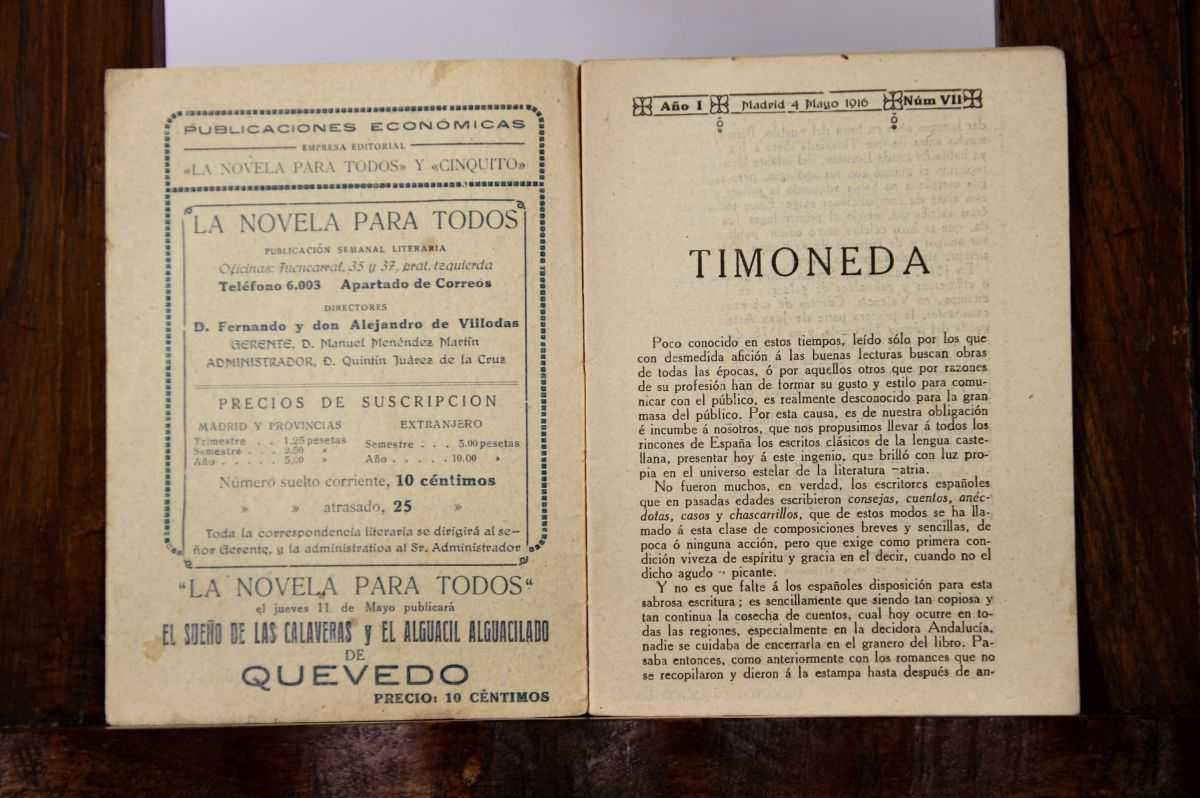 PUBLICACIONES ECONÓMICAS
EMPRESA EDITORIAL
«LA NOVELA PARA TODOS» Y «CINQUITO»
LA NOVELA PARA TODOS
PUBLICACIÓN SEMANAL LITERARIA
Oficinas: Fuencarral, 35 y 37, pral. Izquierda
Teléfono 6.003 Apartado de Correos
DIRECTORES
D. Fernando y don Alejandro de Villodas
GERENTE, D. Manuel Menéndez Martín
ADMINISTRADOR, D. Quintín Juárez de la Cruz
PRECIOS DE SUSCRIPCION
MADRID Y PROVINCIAS
Trimestre . . 1.25 pesetas
Semestre . . 2.50 »
Año . . . . . 5.00 »
EXTRANJERO
Semestre . . . 5.00 pesetas
Año . . . . . 10.00 »
Número suelto corriente, 10 céntimos
» » atrasado, 25 »
Toda la correspondencia literaria se dirigirá al se-
ñor Gerente, y la administrativa al Sr. Administrador
"LA NOVELA PARA TODOS"
el jueves 11 de Mayo publicará
EL SUEÑO DE LAS CALAVERAS y EL ALGUACIL ALGUACILADO
DE
QUEVEDO
PRECIO: 10 CÉNTIMOS
Año I Madrid 4 Mayo 1916 Núm VII
TIMONEDA
Poco conocido en estos tiempos, leído sólo por los que
con desmedida afición á las buenas lecturas buscan obras
de todas las épocas, ó por aquellos otros que por razones
de su profesión han de formar su gusto y estilo para comu-
nicar con el público, es realmente desconocido para la gran
masa del público. Por esta causa, es de nuestra obligación
é incumbe á nosotros, que nos propusimos llevar á todos los
rincones de España los escritos clásicos de la lengua caste-
llana, presentar hoy á este ingenio, que brilló con luz pro-
pia en el universo estelar de la literatura atria.
No fueron muchos, en verdad, los escritores españoles
que en pasadas edades escribieron consejas, cuentos, anéc-
dotas, casos y chascarrillos, que de estos modos se ha lla-
mado á esta clase de composiciones breves y sencillas, de
poca ó ninguna acción, pero que exige como primera con-
dición viveza de espíritu y gracia en el decir, cuando no el
dicho agudo picante.
Y no es que falte á los españoles disposición para esta
sabrosa escritura; es sencillamente que siendo tan copiosa y
tan continua la cosecha de cuentos, cual hoy ocurre en to-
das las regiones, especialmente en la decidora Andalucía,
nadie se cuidaba de encerrarla en el granero del libro. Pa-
saba entonces, como anteriormente con los romances que no
se recopilaron y dieron á la estampa hasta después de an-